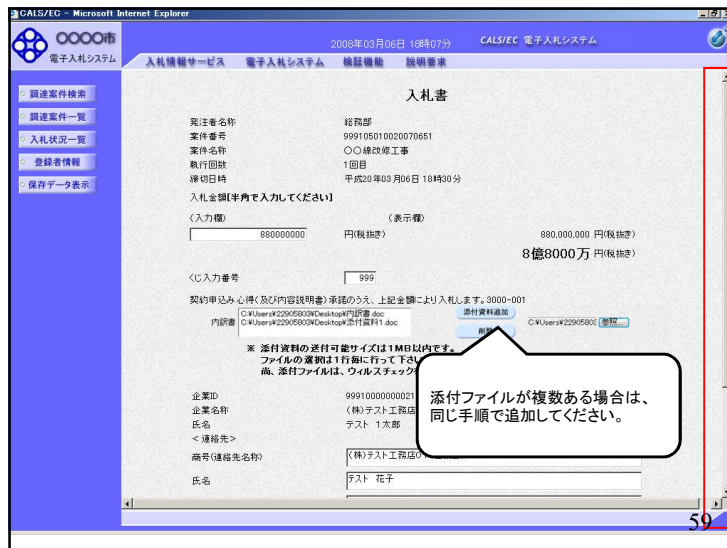 CALS/EC - Microsoft Internet Explorer
〇〇〇〇市
電子入札システム
2008年03月06日 18時07分
CALS/EC 電子入札システム
入札情報サービス 電子入札システム 検証機能 説明要求
調達案件検索
調達案件一覧
入札状況一覧
登録者情報
保存データ表示
入札書
発注者名称 総務部
案件番号 999105010020070651
案件名称 〇〇線改修工事
執行回数 1回目
締切日時 平成20年03月06日 18時30分
入札金額[半角で入力してください]
(入力欄) (表示欄)
880000000 円(税抜き) 880,000,000 円(税抜き)
8億8000万 円(税抜き)
くじ入力番号 999
契約申込み心得(及び内容説明書)承諾のうえ、上記金額により入札します。3000-001
内訳書 C:¥Users¥22905803¥Desktop¥内訳書.doc
C:¥Users¥22905803¥Desktop¥添付資料1.doc
添付資料追加
C:¥Users¥2290580 参照...
※ 添付資料の送付可能サイズは1MB以内です。
ファイルの選択は1行毎に行って下さい
尚、添付ファイルは、ウィルスチェック
添付ファイルが複数ある場合は、
同じ手順で追加してください。
企業ID
企業名称 (株)テスト工務店
氏名 テスト 1太郎
<連絡先>
商号(連絡先名称) (株)テスト工務店
氏名 テスト 花子
59